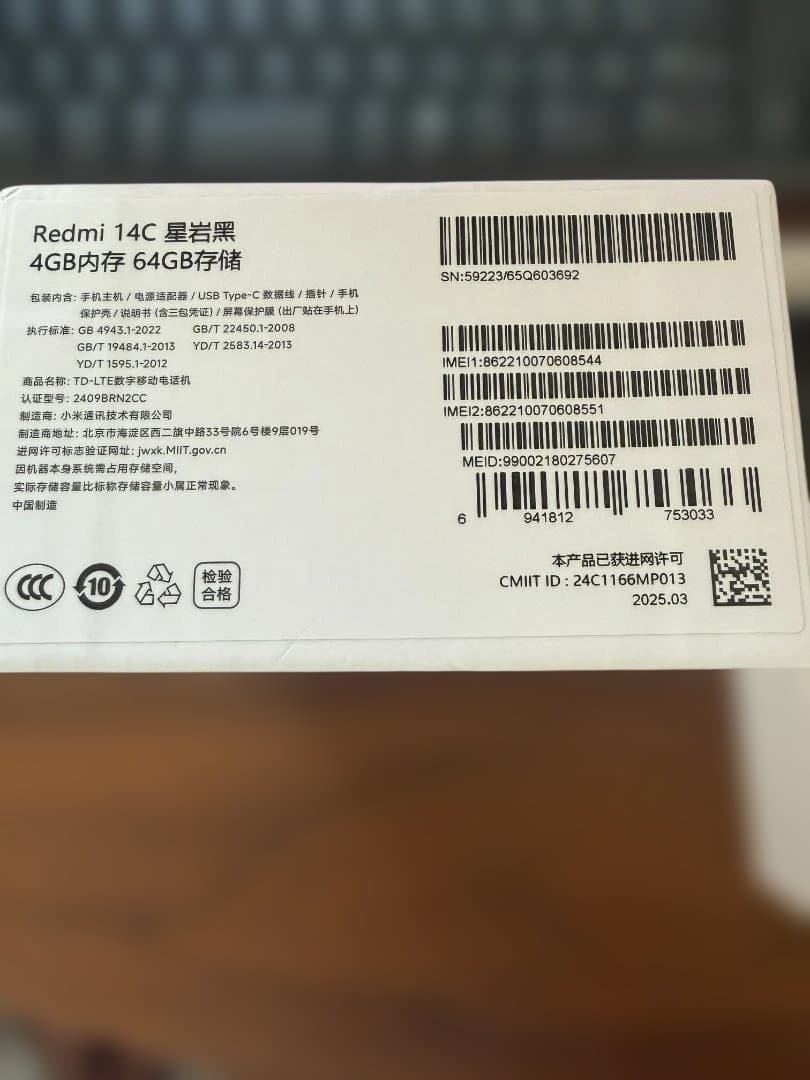 Redmi 14C 星岩黑
4GB内存 64GB存储
包装内含: 手机主机 / 电源适配器 / USB Type-C 数据线 / 插针 / 手机
保护壳 / 说明书 (含三包凭证) / 屏幕保护膜 (出厂贴在手机上)
执行标准: GB 4943.1-2022 GB/T 22450.1-2008
GB/T 19484.1-2013 YD/T 2583.14-2013
YD/T 1595.1-2012
商品名称: TD-LTE数字移动电话机
认证型号: 2409BRN2CC
制造商: 小米通讯技术有限公司
制造商地址: 北京市海淀区西二旗中路33号院6号楼9层019号
进网许可标志验证网址: jwxk.MIIT.gov.cn
因机器本身系统需占用存储空间,
实际存储容量比标称存储容量小属正常现象。
中国制造
CCC
10
检验
合格
SN:59223/65Q603692
IMEI1:862210070608544
IMEI2:862210070608551
MEID:99002180275607
6 941812 753033
本产品已获进网许可
CMIIT ID : 24C1166MP013
2025.03